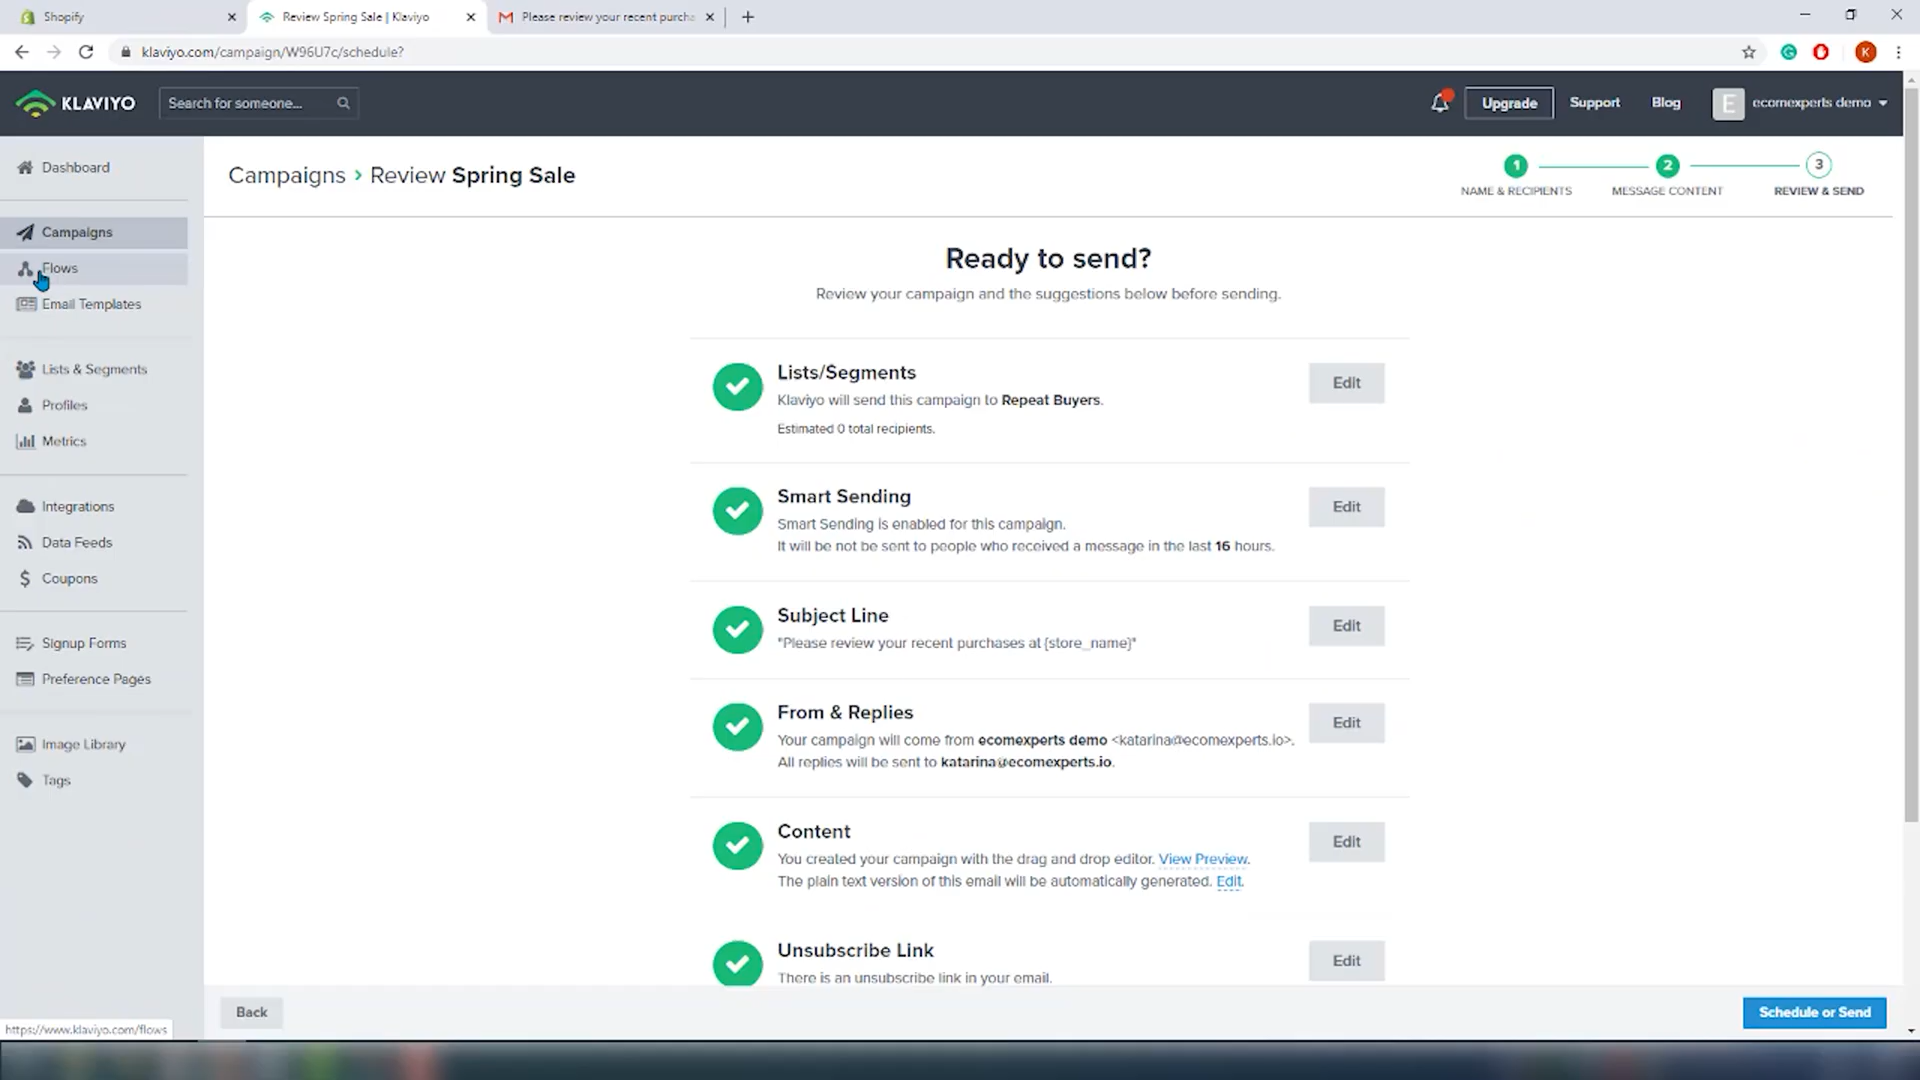 Shopify
Review Spring Sale | Klaviyo
Please review your recent purcha
klaviyo.com/campaign/W96U7c/schedule?
K
KLAVIYO
Search for someone...
Upgrade
Support
Blog
E
ecomexperts demo
Dashboard
Campaigns
Flows
Email Templates
Lists & Segments
Profiles
Metrics
Integrations
Data Feeds
Coupons
Signup Forms
Preference Pages
Image Library
Tags
Campaigns > Review Spring Sale
1
2
3
NAME & RECIPIENTS
MESSAGE CONTENT
REVIEW & SEND
Ready to send?
Review your campaign and the suggestions below before sending.
Lists/Segments
Klaviyo will send this campaign to Repeat Buyers.
Estimated 0 total recipients.
Edit
Smart Sending
Smart Sending is enabled for this campaign.
It will be not be sent to people who received a message in the last 16 hours.
Edit
Subject Line
"Please review your recent purchases at {store_name}"
Edit
From & Replies
Your campaign will come from ecomexperts demo <katarina@ecomexperts.io>.
All replies will be sent to katarina@ecomexperts.io.
Edit
Content
You created your campaign with the drag and drop editor. View Preview.
The plain text version of this email will be automatically generated. Edit.
Edit
Unsubscribe Link
There is an unsubscribe link in your email.
Edit
Back
Schedule or Send
https://www.klaviyo.com/flows